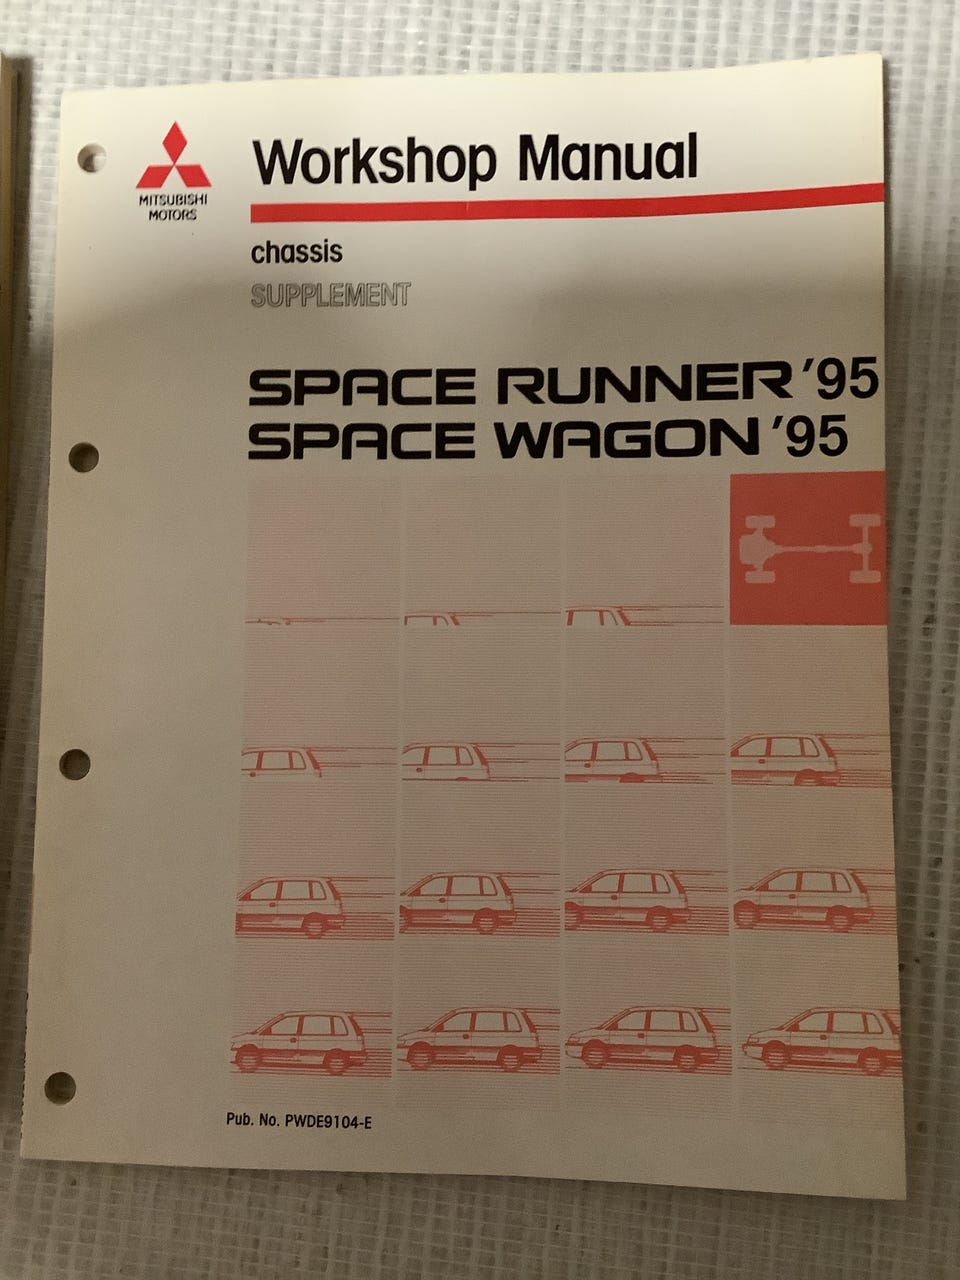 Workshop Manual
MITSUBISHI
MOTORS
chassis
SUPPLEMENT
SPACE RUNNER '95
SPACE WAGON '95
Pub. No. PWDE9104-E